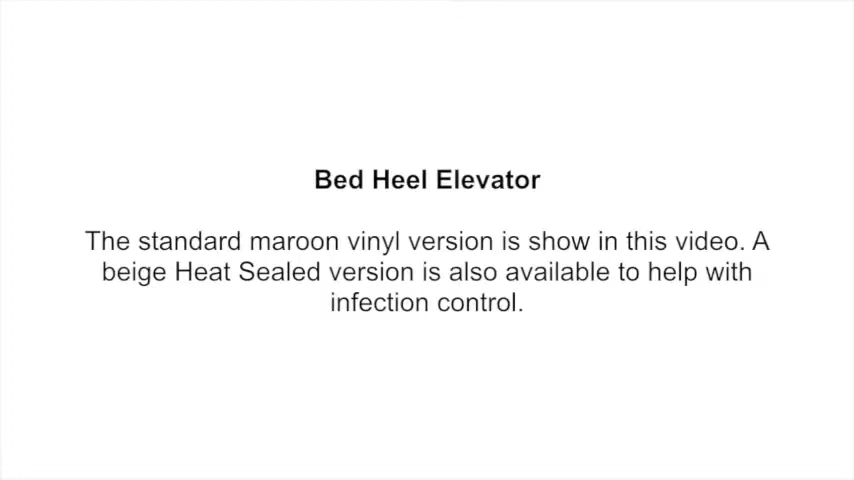 Bed Heel Elevator
The standard maroon vinyl version is show in this video. A
beige Heat Sealed version is also available to help with
infection control.